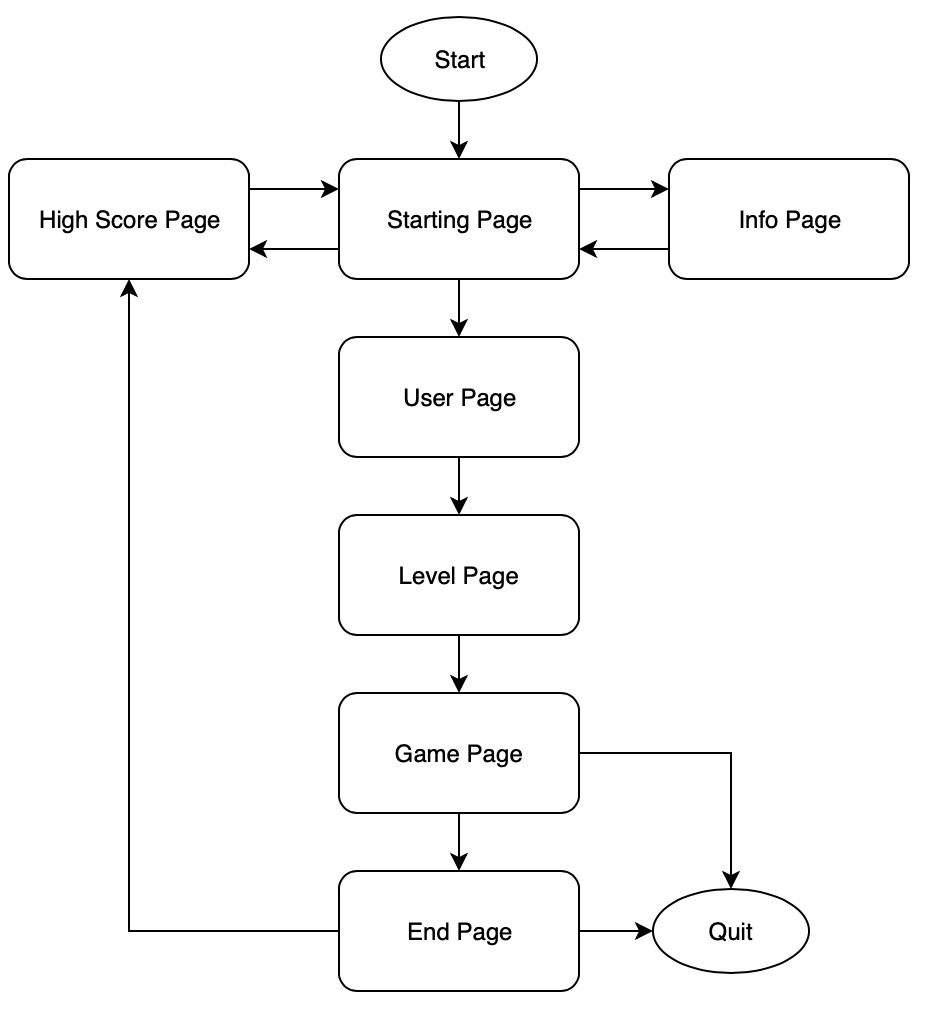 Start
High Score Page
Starting Page
Info Page
User Page
Level Page
Game Page
End Page
Quit